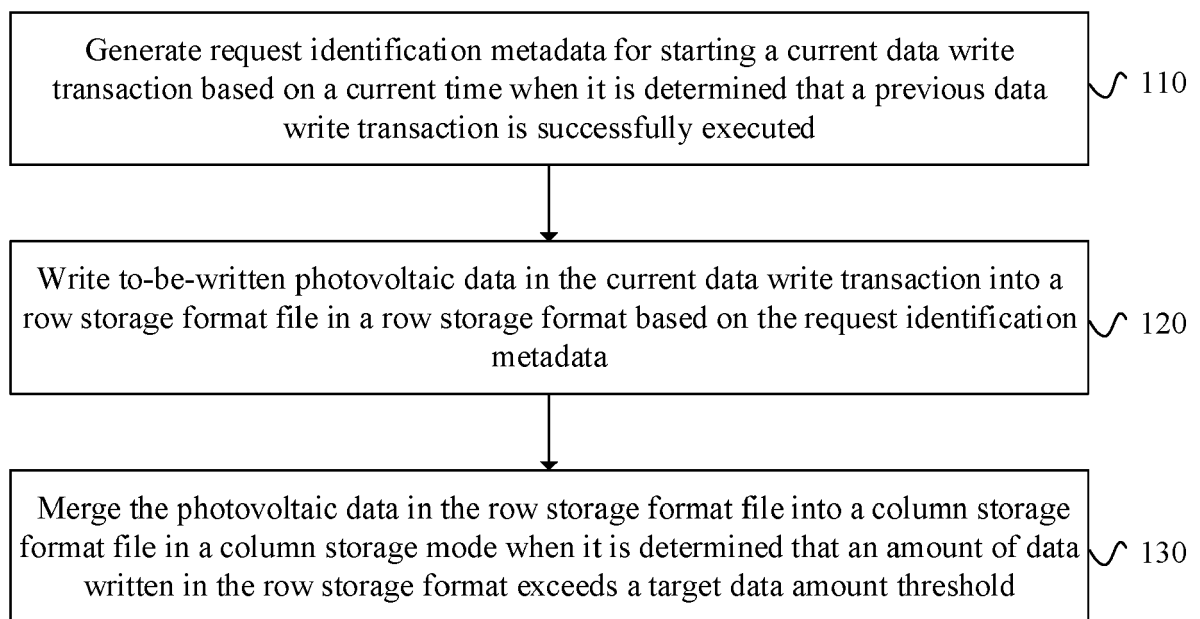 Generate request identification metadata for starting a current data write
transaction based on a current time when it is determined that a previous data
write transaction is successfully executed
110
Write to-be-written photovoltaic data in the current data write transaction into a
row storage format file in a row storage format based on the request identification
metadata
120
Merge the photovoltaic data in the row storage format file into a column storage
format file in a column storage mode when it is determined that an amount of data
written in the row storage format exceeds a target data amount threshold
130